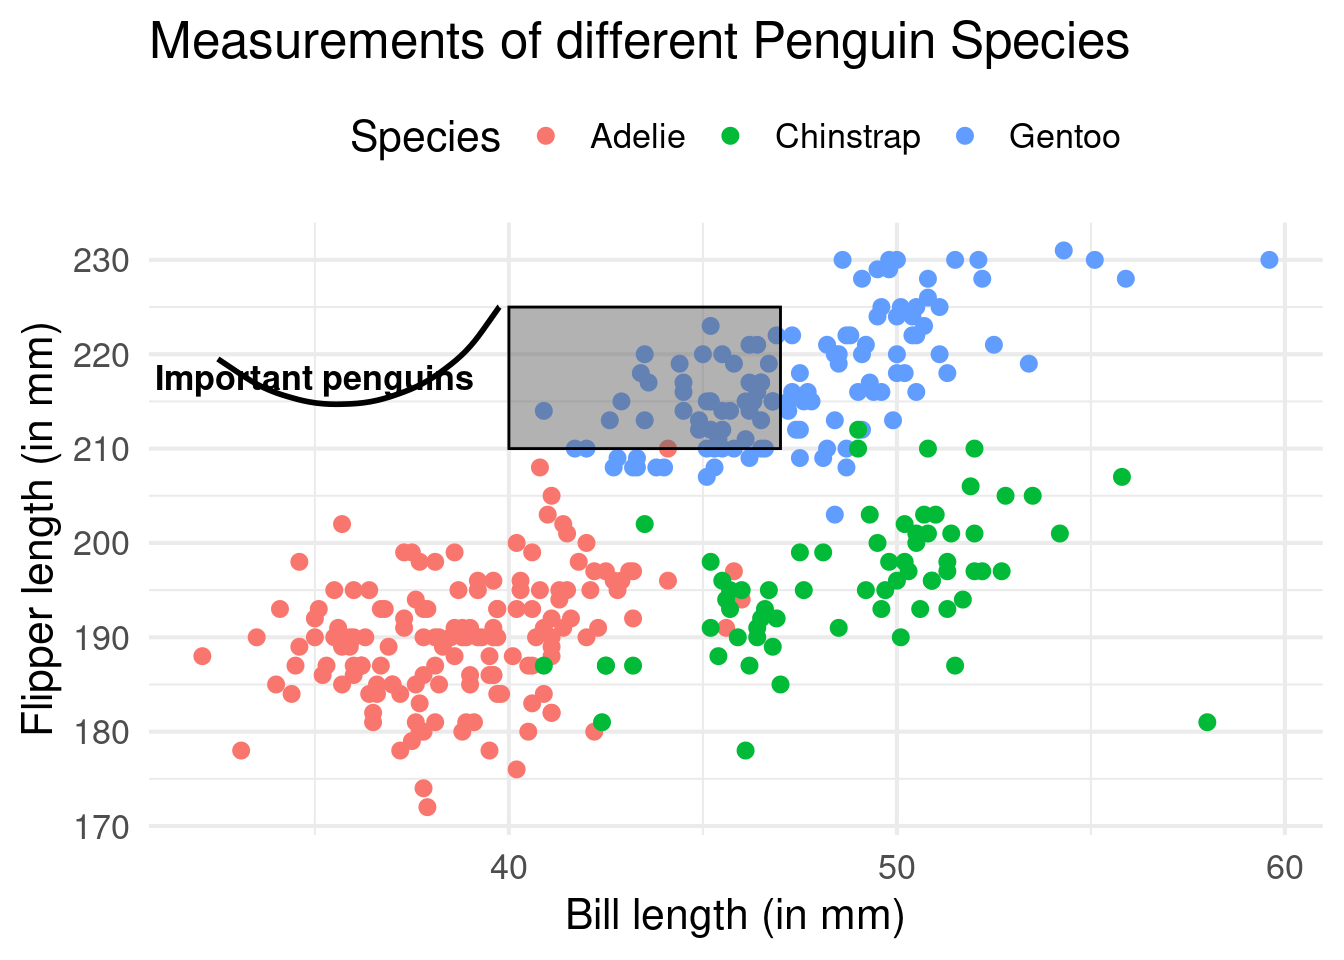 Measurements of different Penguin Species
Species Adelie Chinstrap Gentoo
230
220
Important penguins
210
200
190
180
170
Flipper length (in mm)
40 50 60
Bill length (in mm)